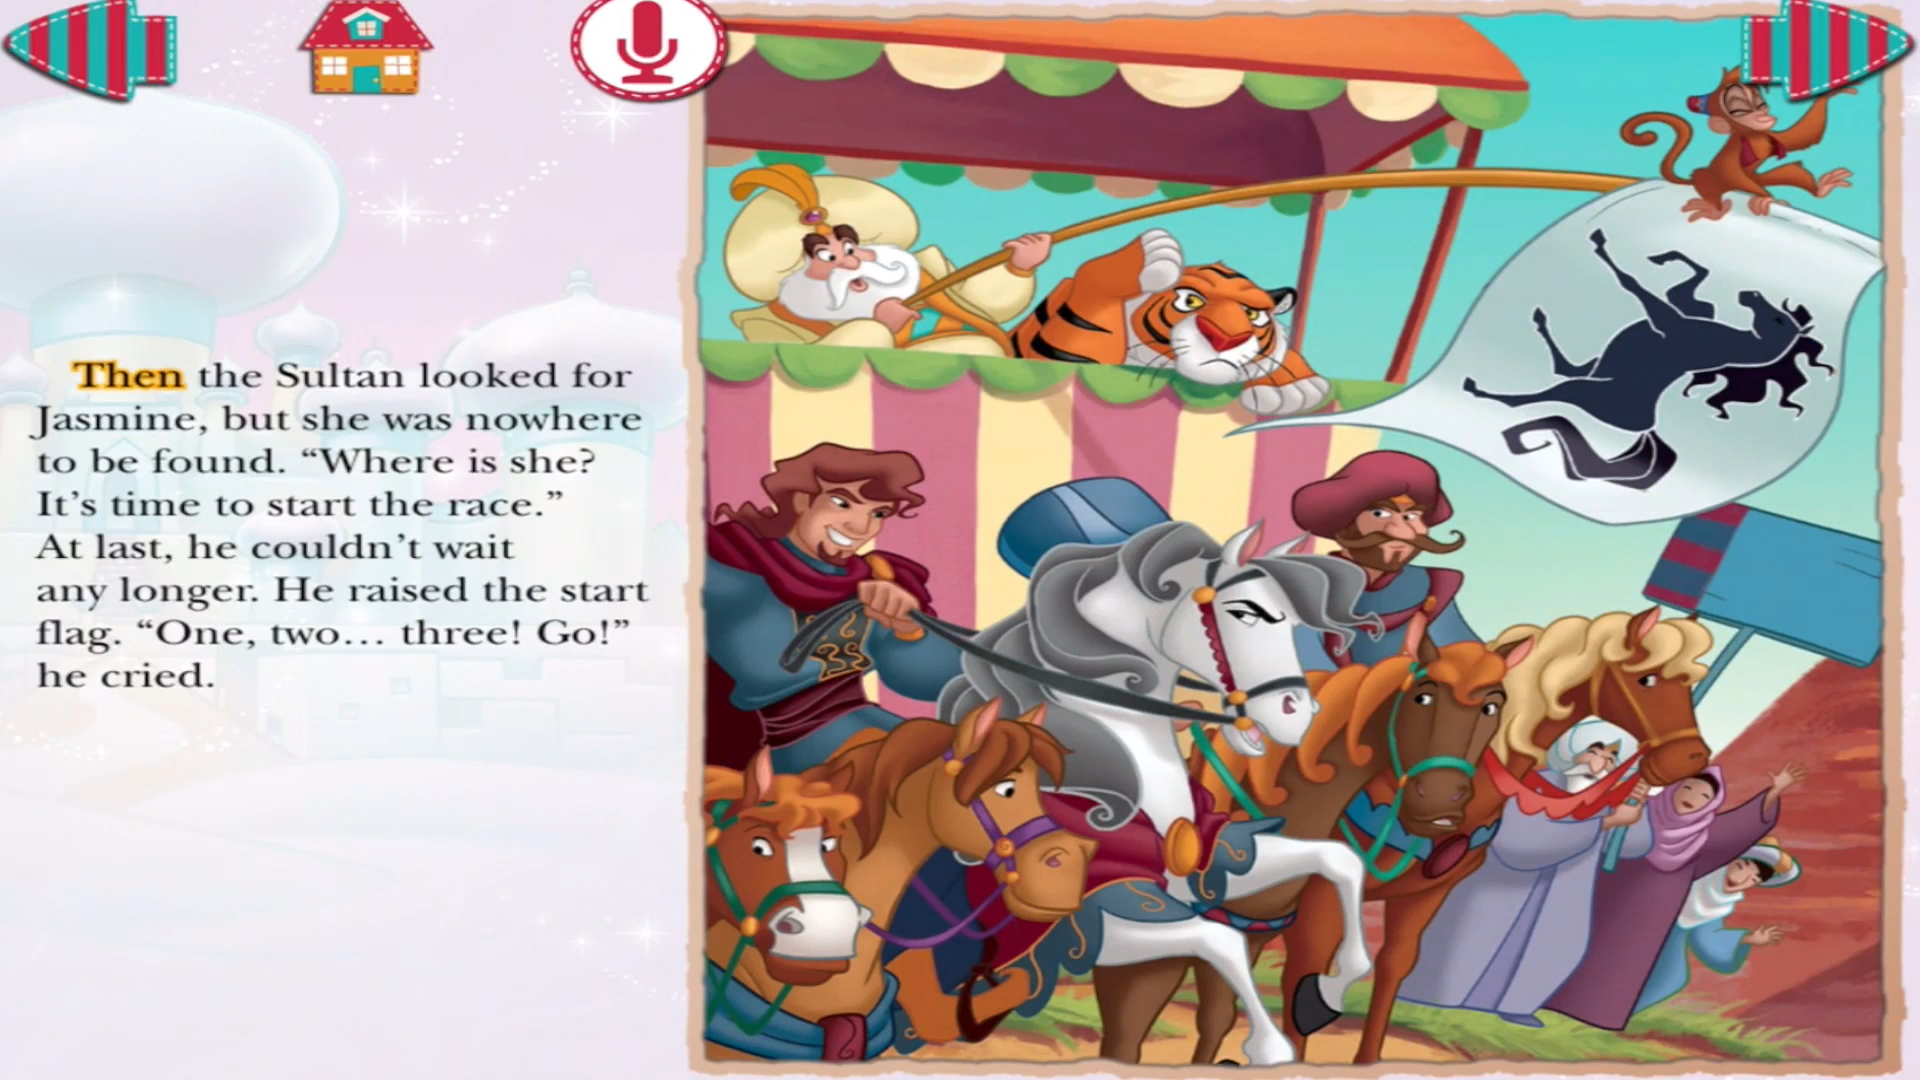 Then the Sultan looked for
Jasmine, but she was nowhere
to be found. “Where is she?
It’s time to start the race.”
At last, he couldn’t wait
any longer. He raised the start
flag. “One, two… three! Go!”
he cried.